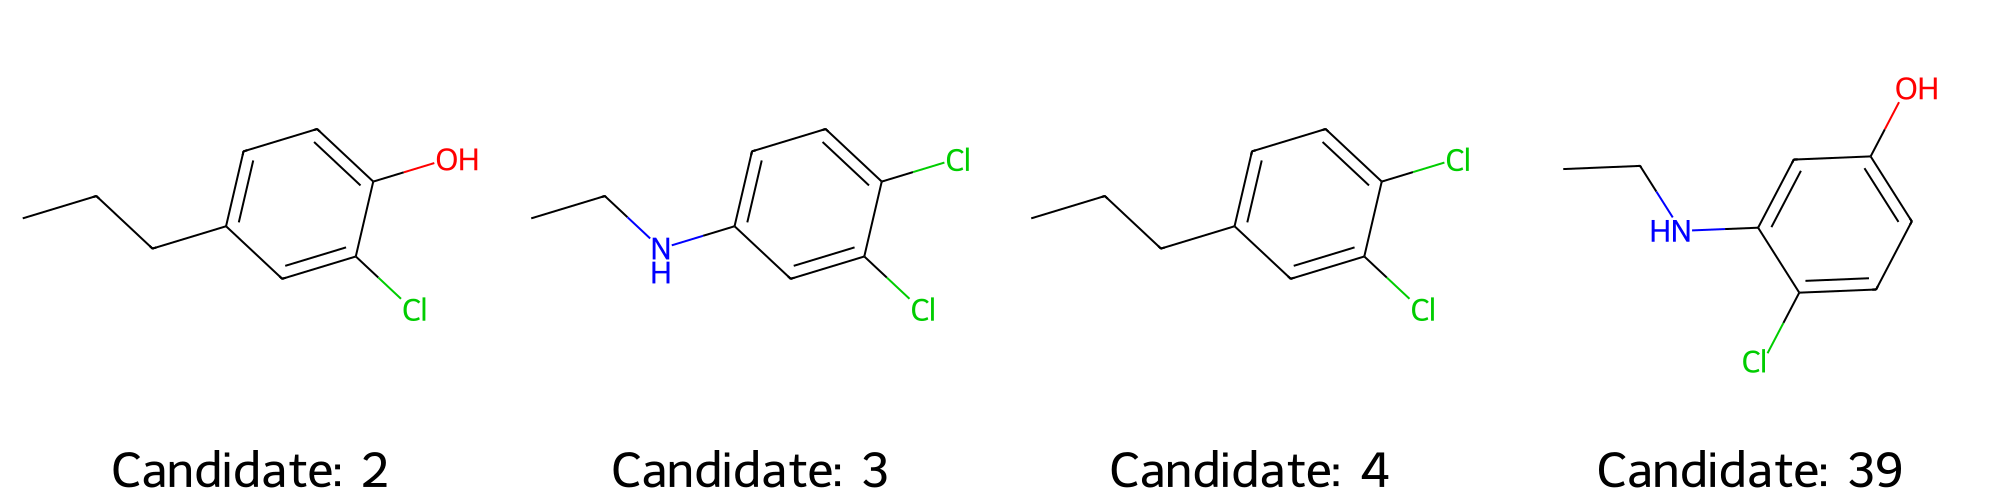 OH
Cl
Candidate: 2
N
H
Cl
Cl
Candidate: 3
Cl
Cl
Candidate: 4
OH
HN
Cl
Candidate: 39